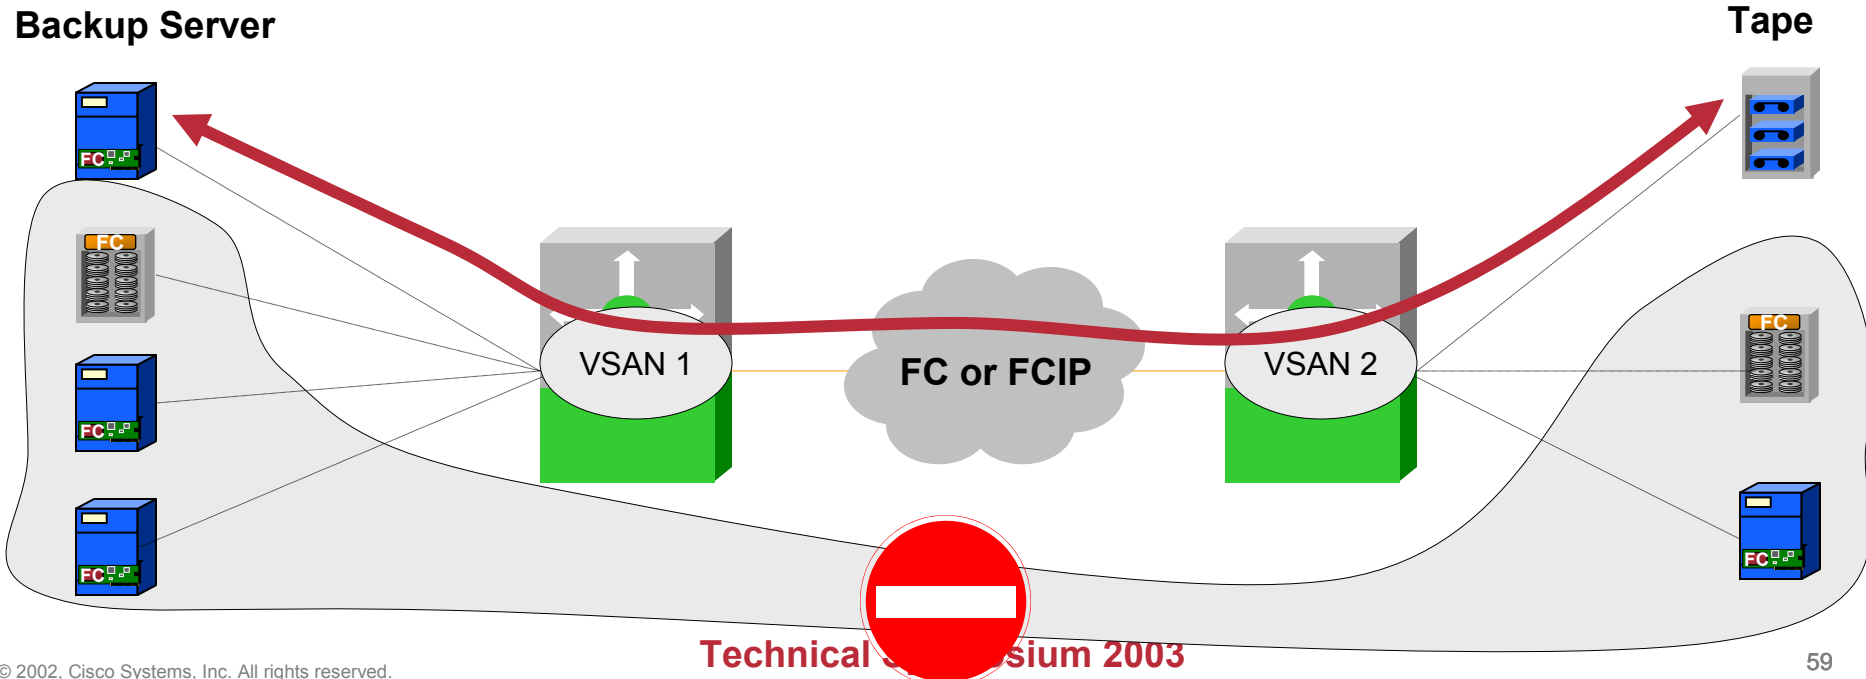 Backup Server
Tape
FC
FC
FC
FC
VSAN 1
FC or FCIP
VSAN 2
FC
FC
Technical sium 2003
© 2002, Cisco Systems, Inc. All rights reserved.
59